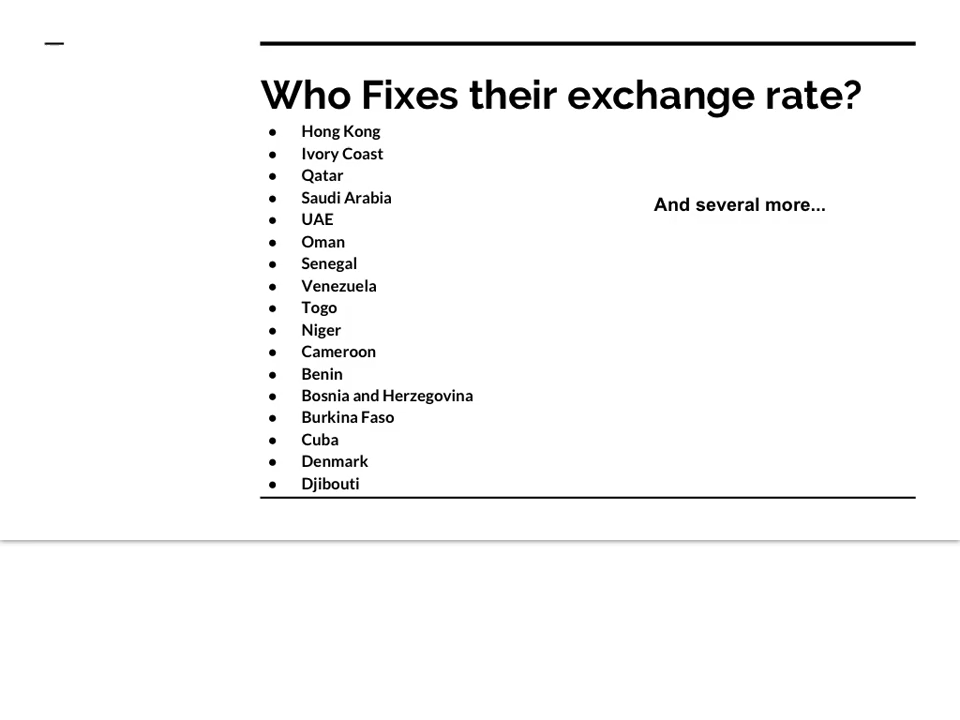 Who Fixes their exchange rate?
● Hong Kong
● Ivory Coast
● Qatar
● Saudi Arabia
● UAE
● Oman
● Senegal
● Venezuela
● Togo
● Niger
● Cameroon
● Benin
● Bosnia and Herzegovina
● Burkina Faso
● Cuba
● Denmark
● Djibouti
And several more...